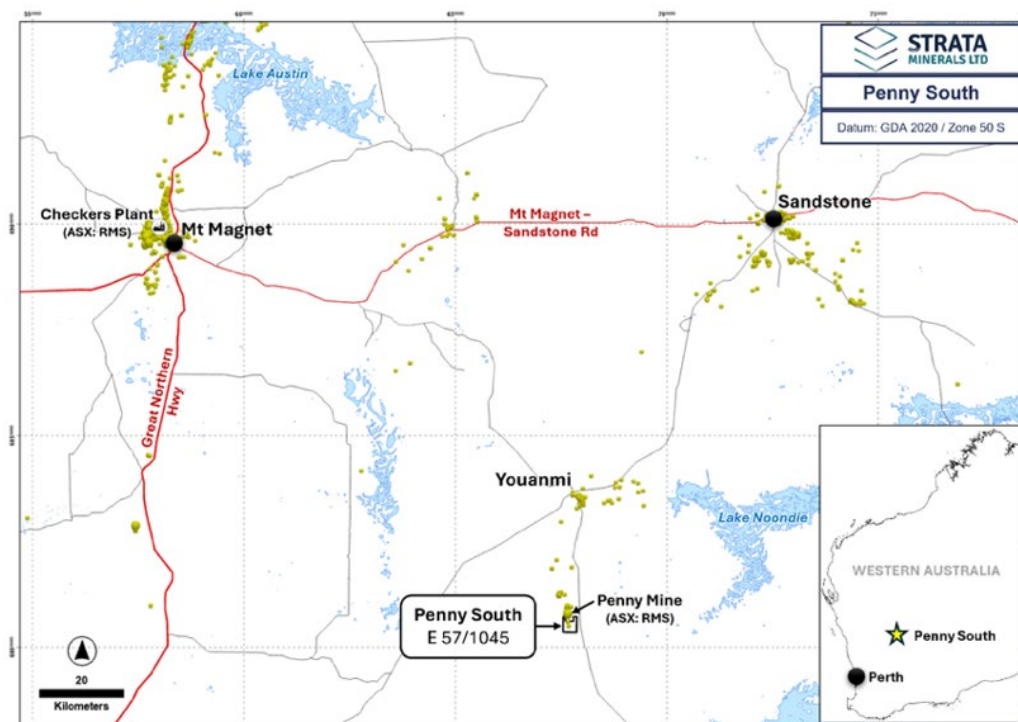 STRATA
MINERALS LTD
Penny South
Datum: GDA 2020 / Zone 50 S
Lake Austin
Checkers Plant
(ASX: RMS)
Mt Magnet
Mt Magnet –
Sandstone Rd
Sandstone
Great Northern
Hwy
Youanmi
Lake Noondie
Penny South
E 57/1045
Penny Mine
(ASX: RMS)
20
Kilometers
WESTERN AUSTRALIA
Penny South
Perth